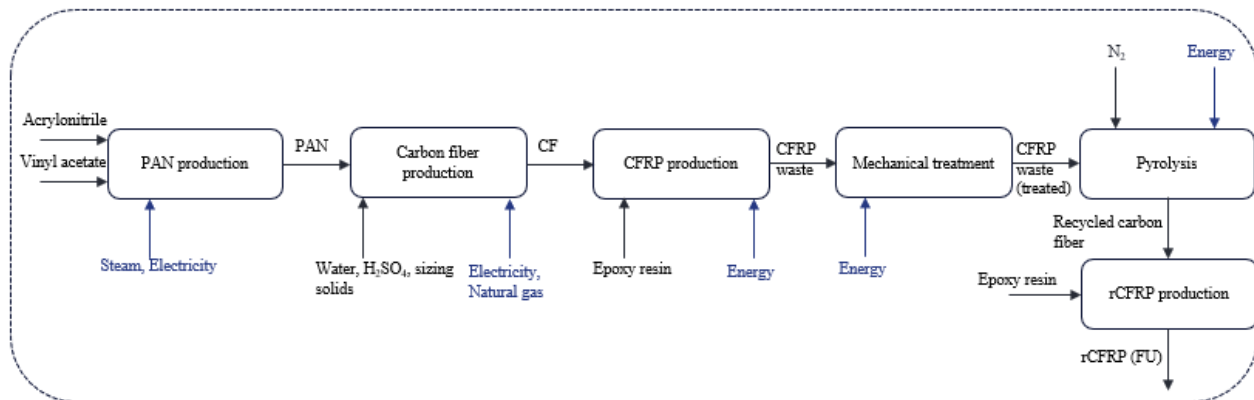 N₂
Energy
Acrylonitrile
Vinyl acetate
PAN production
PAN
Carbon fiber
production
CF
CFRP production
CFRP
waste
Mechanical treatment
CFRP
waste
(treated)
Pyrolysis
Steam, Electricity
Water, H₂SO₄, sizing
solids
Electricity,
Natural gas
Epoxy resin
Energy
Energy
Recycled carbon
fiber
Epoxy resin
rCFRP production
rCFRP (FU)